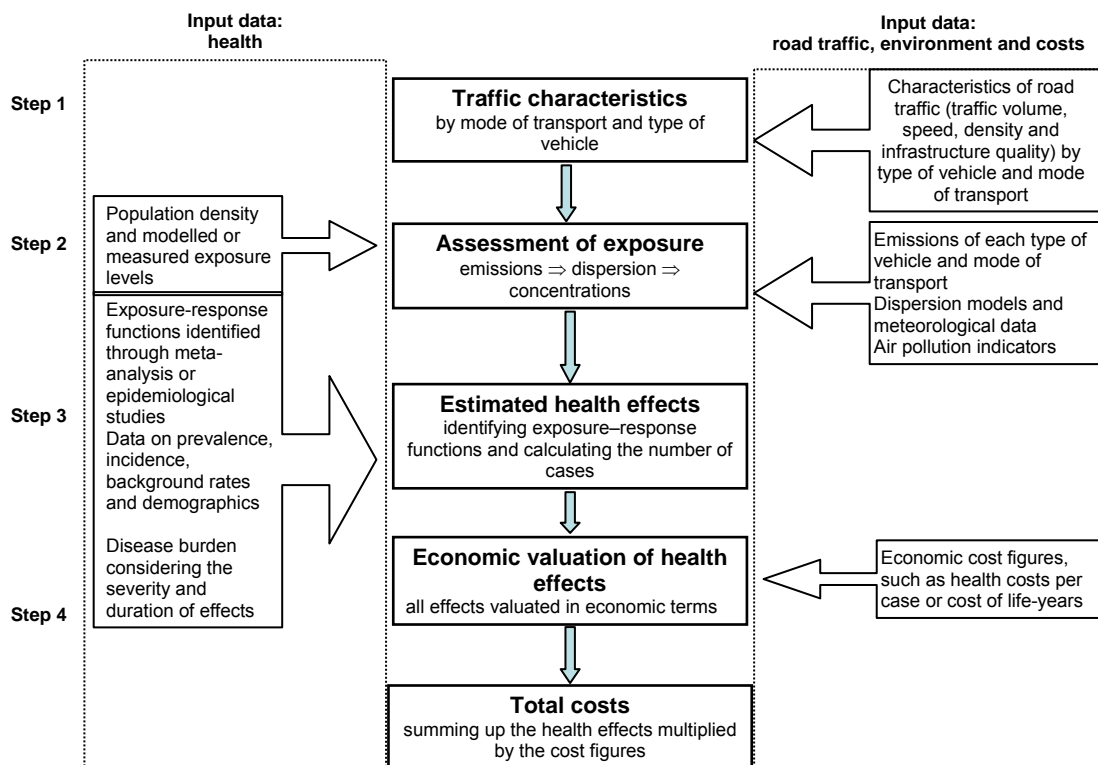 Input data:
health
Input data:
road traffic, environment and costs
Step 1
Traffic characteristics
by mode of transport and type of
vehicle
Characteristics of road
traffic (traffic volume,
speed, density and
infrastructure quality) by
type of vehicle and mode
of transport
Step 2
Population density
and modelled or
measured exposure
levels
Assessment of exposure
emissions ⇒ dispersion ⇒
concentrations
Emissions of each type of
vehicle and mode of
transport
Dispersion models and
meteorological data
Air pollution indicators
Step 3
Exposure-response
functions identified
through meta-
analysis or
epidemiological
studies
Data on prevalence,
incidence,
background rates
and demographics
Disease burden
considering the
severity and
duration of effects
Estimated health effects
identifying exposure–response
functions and calculating the number of
cases
Step 4
Economic valuation of health
effects
all effects valued in economic terms
Economic cost figures,
such as health costs per
case or cost of life-years
Total costs
summing up the health effects multiplied
by the cost figures